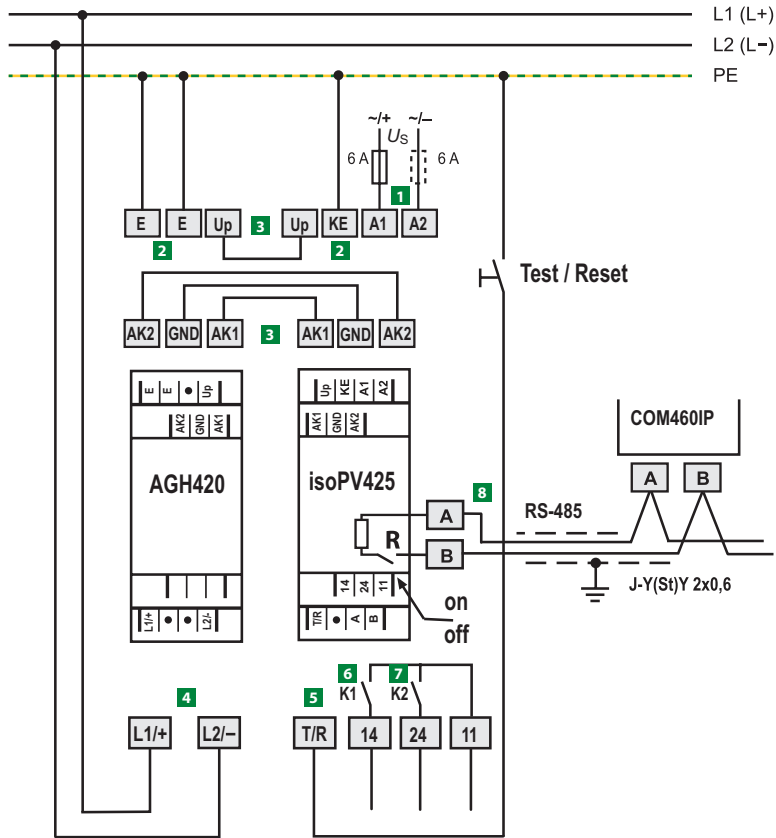 L1 (L+)
L2 (L–)
PE
~/+ ~/–
US
6 A 6 A
1
E E Up 3 Up KE A1 A2
2 2
Test / Reset
AK2 GND AK1 3 AK1 GND AK2
E E • Up
Up KE A1 A2
AK2 GND AK1
AK1 GND AK2
COM460IP
AGH420
isoPV425
A B
8
A
RS-485
R
B
J-Y(St)Y 2x0,6
14 24 11
on
off
L1/+ • • L2/-
T/R • A B
4
5
6
K1
7
K2
L1/+ L2/– T/R 14 24 11